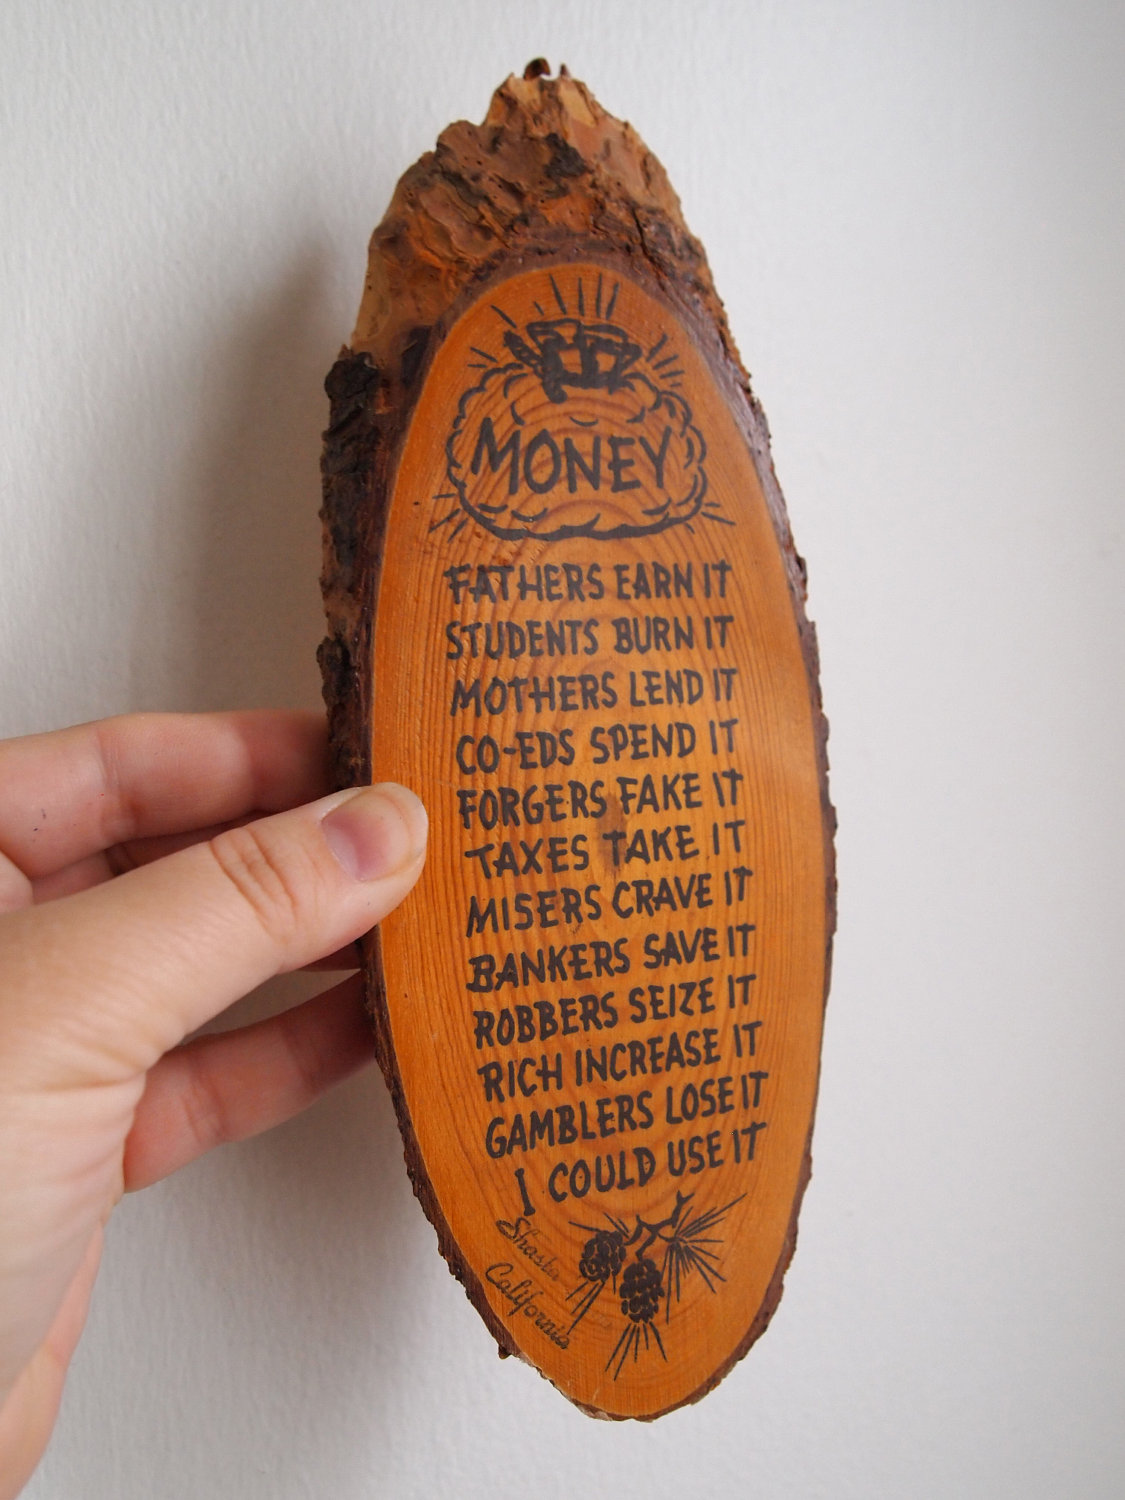 MONEY
FATHERS EARN IT
STUDENTS BURN IT
MOTHERS LEND IT
CO-EDS SPEND IT
FORGERS FAKE IT
TAXES TAKE IT
MISERS CRAVE IT
BANKERS SAVE IT
ROBBERS SEIZE IT
RICH INCREASE IT
GAMBLERS LOSE IT
I COULD USE IT
Shasta
California